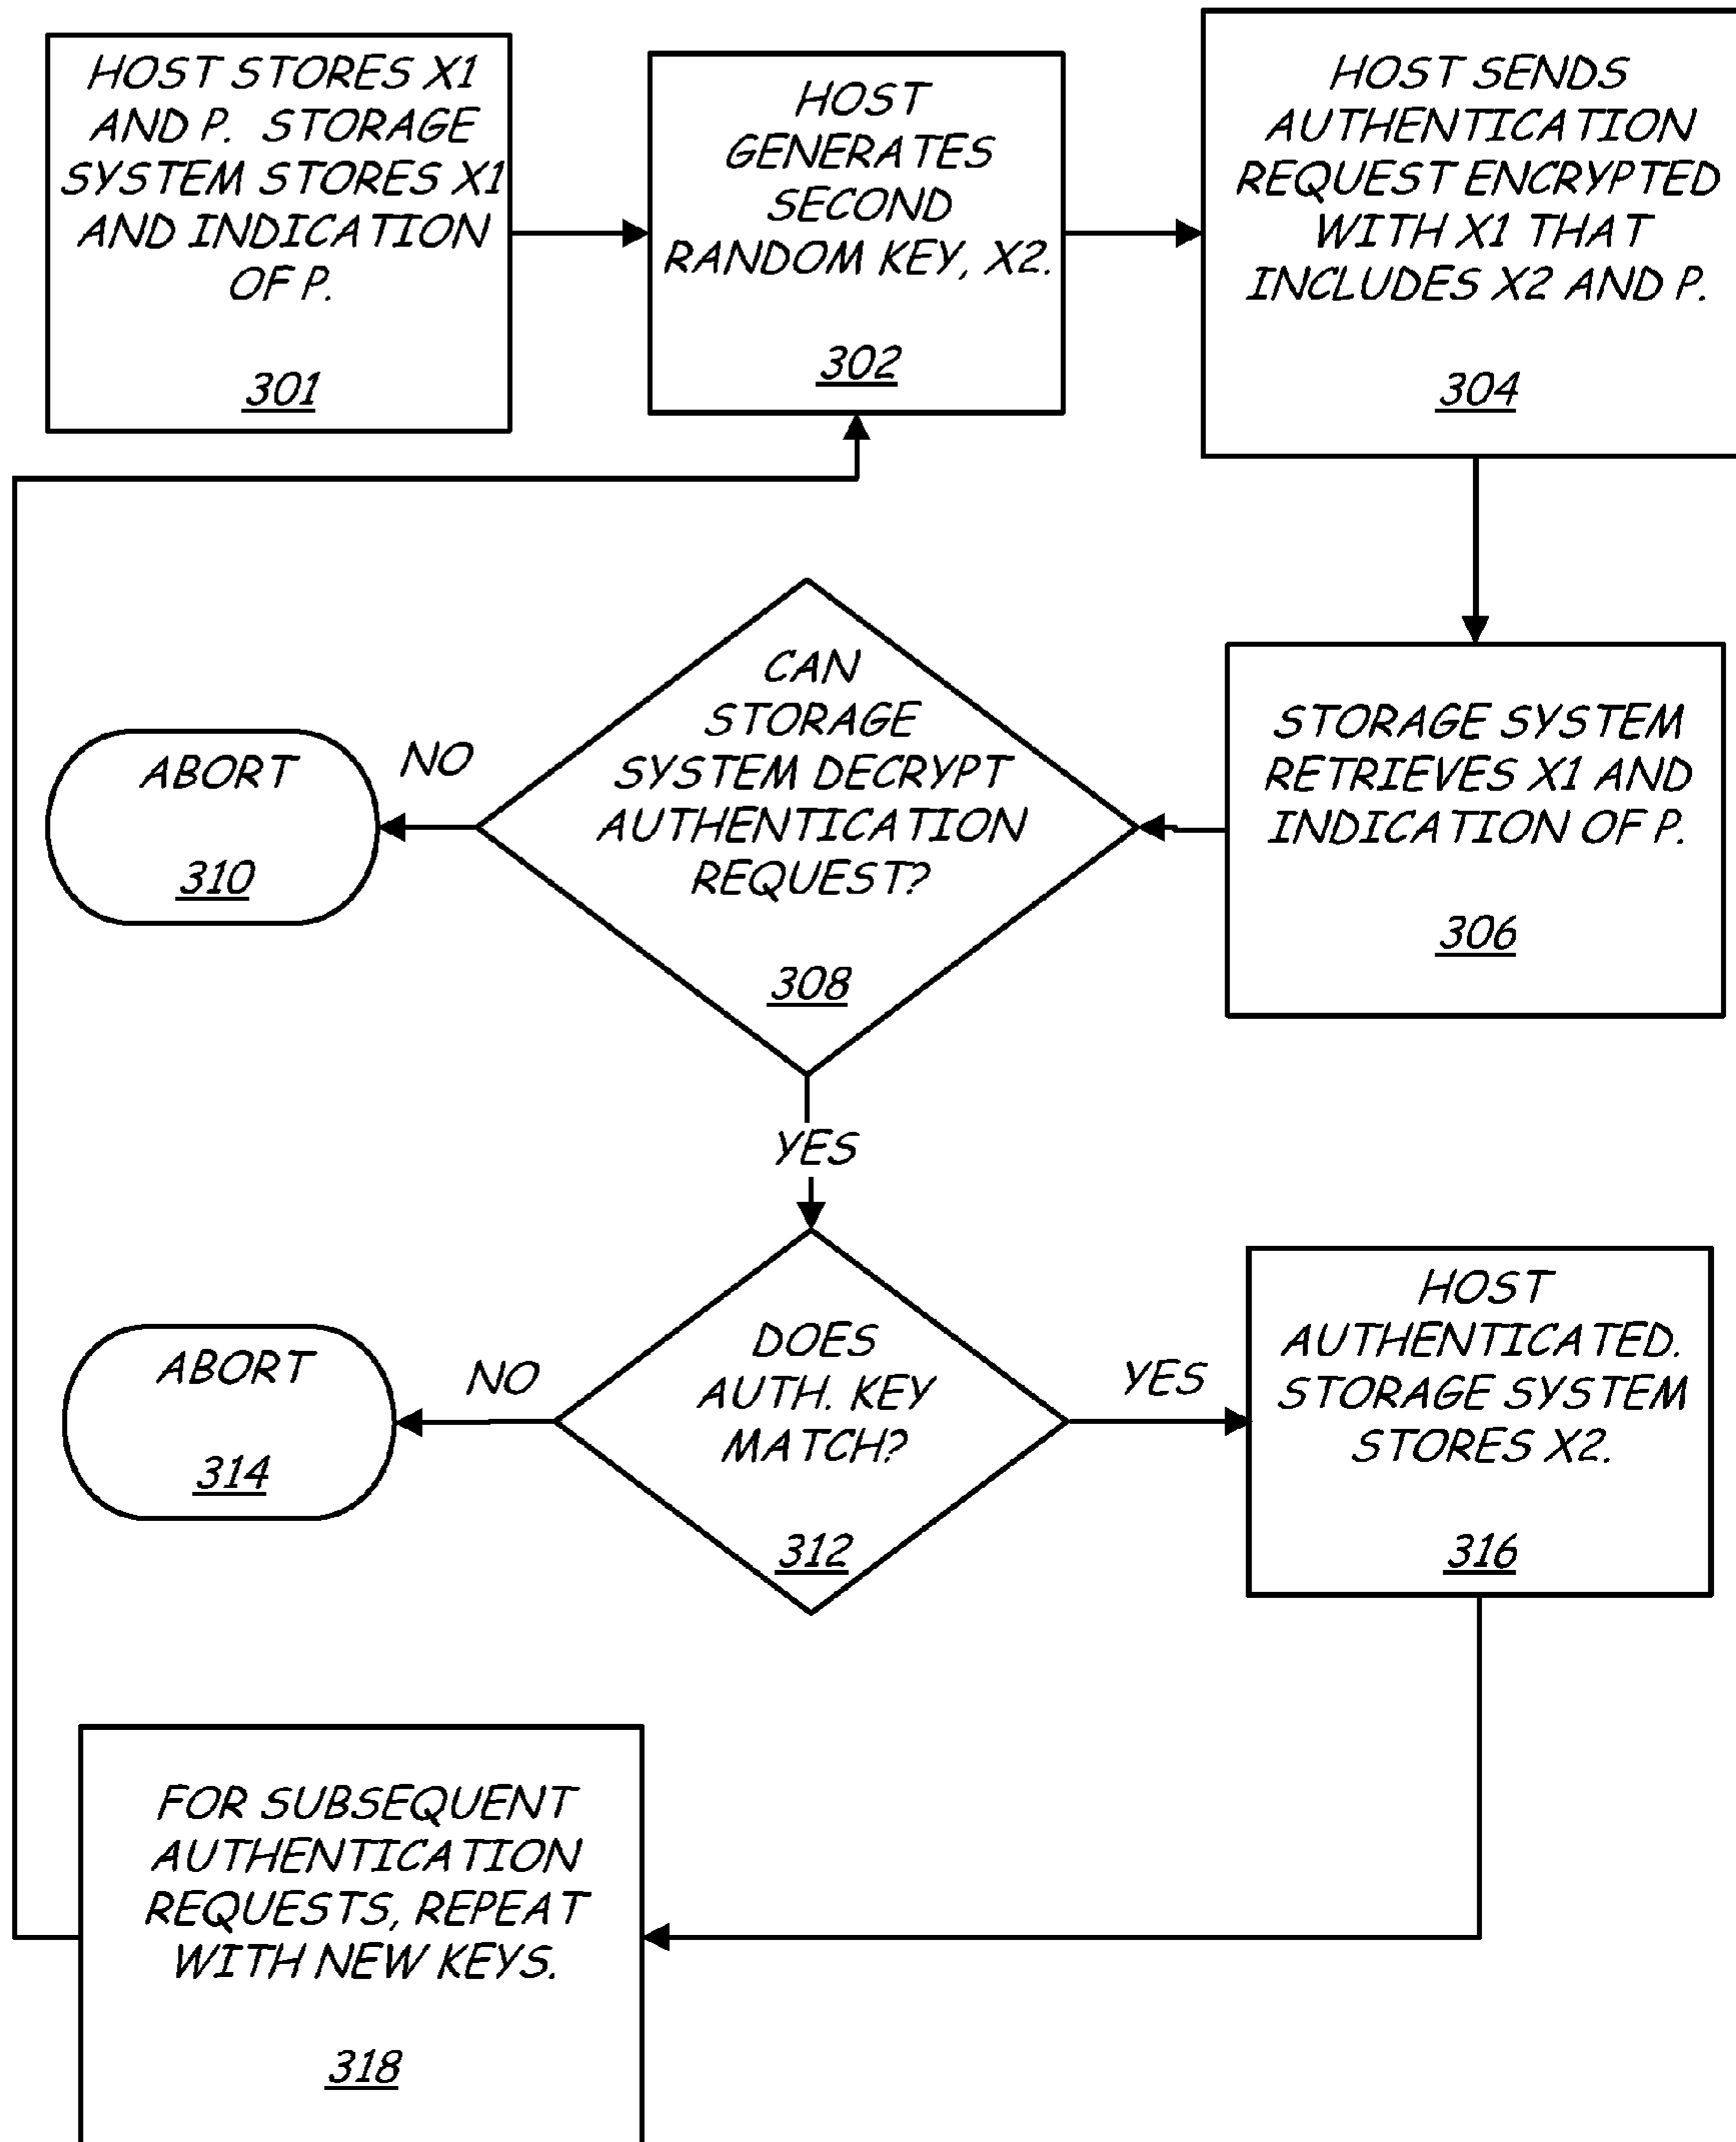 HOST STORES X1
AND P. STORAGE
SYSTEM STORES X1
AND INDICATION
OF P.
301
HOST
GENERATES
SECOND
RANDOM KEY, X2.
302
HOST SENDS
AUTHENTICATION
REQUEST ENCRYPTED
WITH X1 THAT
INCLUDES X2 AND P.
304
STORAGE SYSTEM
RETRIEVES X1 AND
INDICATION OF P.
306
CAN
STORAGE
SYSTEM DECRYPT
AUTHENTICATION
REQUEST?
308
NO
ABORT
310
YES
DOES
AUTH. KEY
MATCH?
312
NO
ABORT
314
YES
HOST
AUTHENTICATED.
STORAGE SYSTEM
STORES X2.
316
FOR SUBSEQUENT
AUTHENTICATION
REQUESTS, REPEAT
WITH NEW KEYS.
318